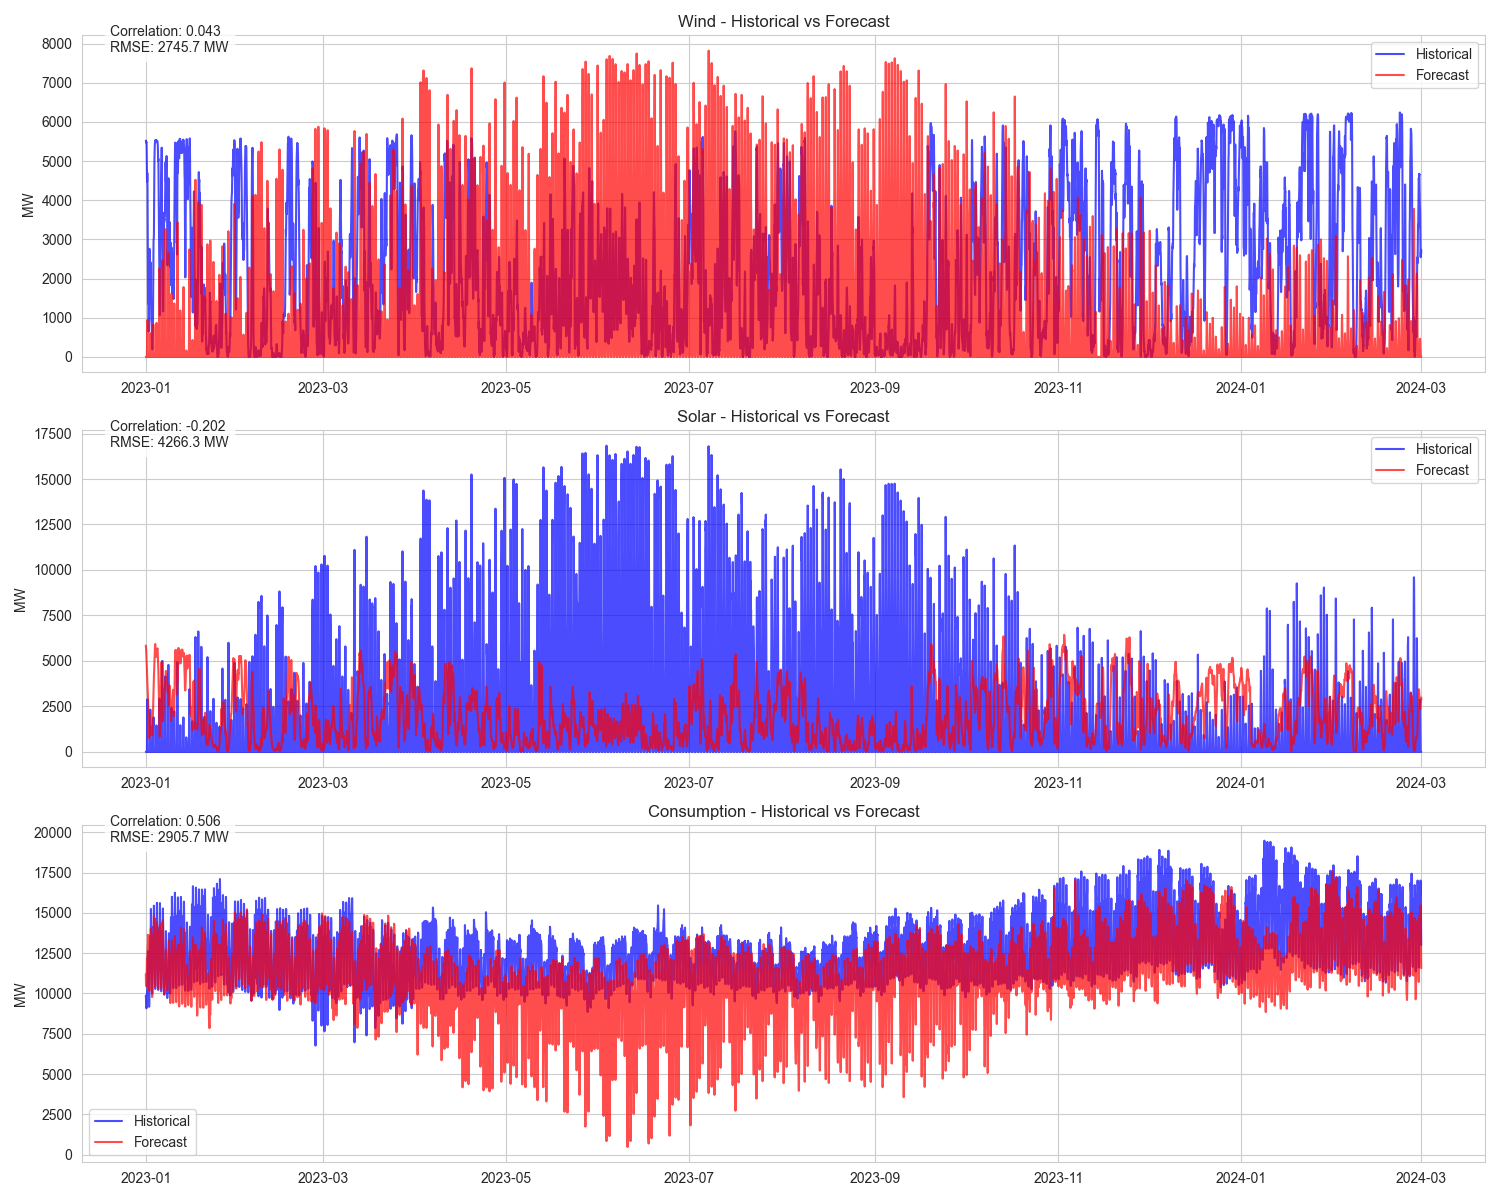 Wind - Historical vs Forecast
Correlation: 0.043
RMSE: 2745.7 MW
Historical
Forecast
MW
8000
7000
6000
5000
4000
3000
2000
1000
0
2023-01 2023-03 2023-05 2023-07 2023-09 2023-11 2024-01 2024-03
Solar - Historical vs Forecast
Correlation: -0.202
RMSE: 4266.3 MW
Historical
Forecast
MW
17500
15000
12500
10000
7500
5000
2500
0
2023-01 2023-03 2023-05 2023-07 2023-09 2023-11 2024-01 2024-03
Consumption - Historical vs Forecast
Correlation: 0.506
RMSE: 2905.7 MW
MW
20000
17500
15000
12500
10000
7500
5000
2500
0
Historical
Forecast
2023-01 2023-03 2023-05 2023-07 2023-09 2023-11 2024-01 2024-03